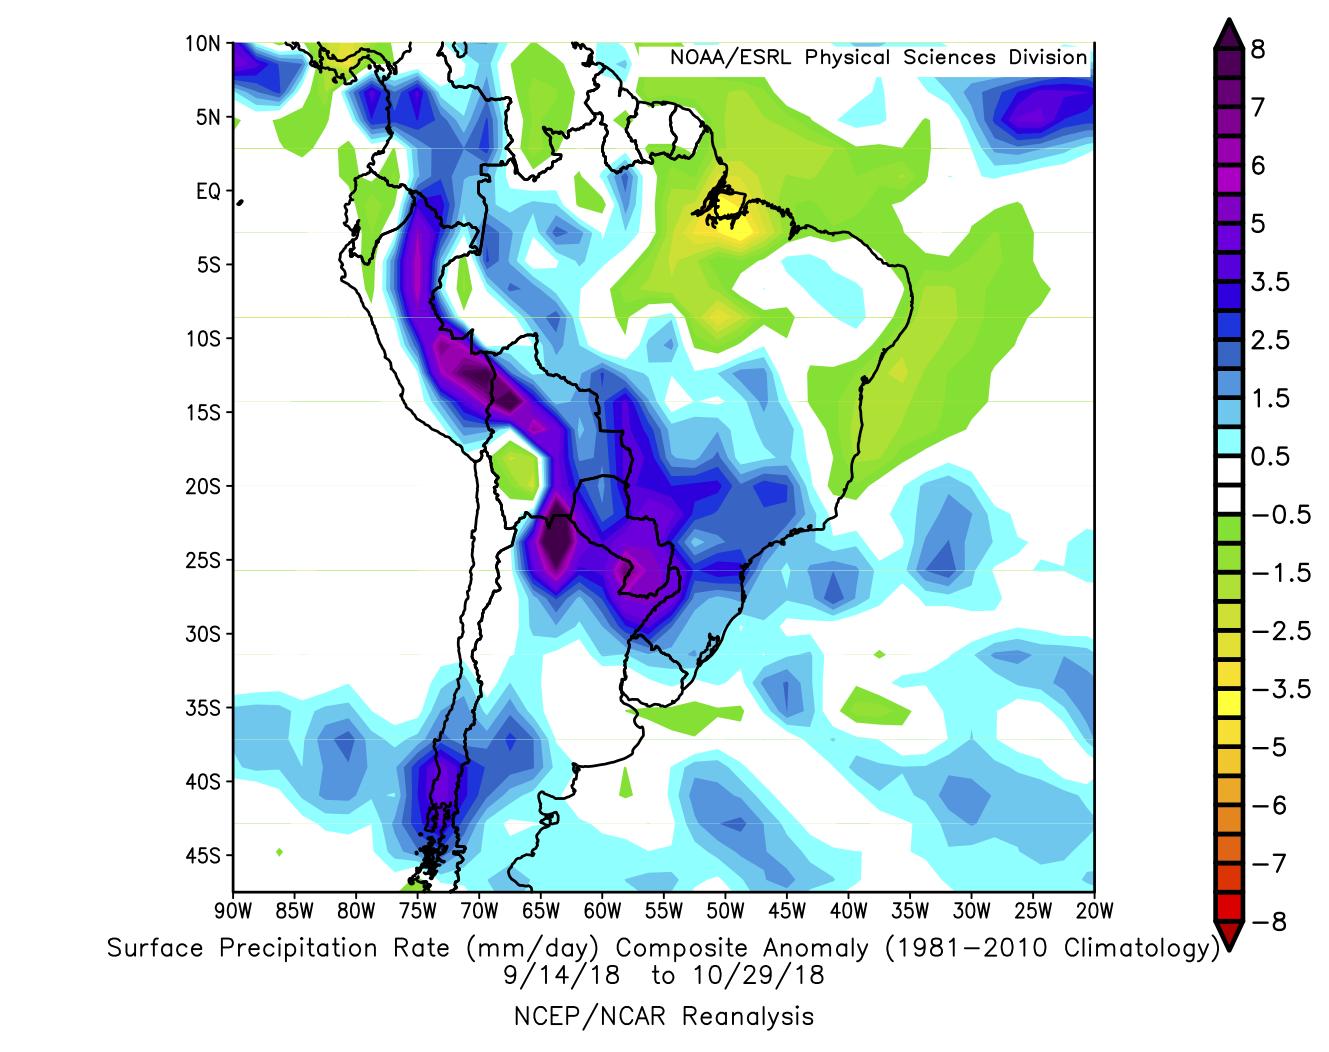 NOAA/ESRL Physical Sciences Division
10N
5N
EQ
5S
10S
15S
20S
25S
30S
35S
40S
45S
90W 85W 80W 75W 70W 65W 60W 55W 50W 45W 40W 35W 30W 25W 20W
8
7
6
5
3.5
2.5
1.5
0.5
−0.5
−1.5
−2.5
−3.5
−5
−6
−7
−8
Surface Precipitation Rate (mm/day) Composite Anomaly (1981−2010 Climatology)
9/14/18 to 10/29/18
NCEP/NCAR Reanalysis